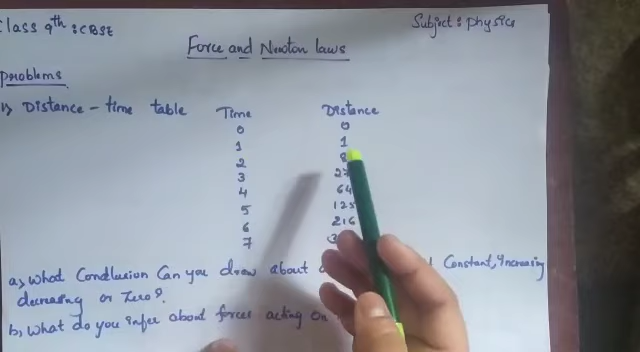 Class 9th : CBSE
Subject : Physics
Force and Newton laws
Problems
1) Distance - time table Time Distance
0 0
1 1
2 8
3
4 64
5 125
6 216
7
a) What Conclusion Can you draw about Constant, Increasing
decreasing or Zero?
b) What do you infer about forces acting on